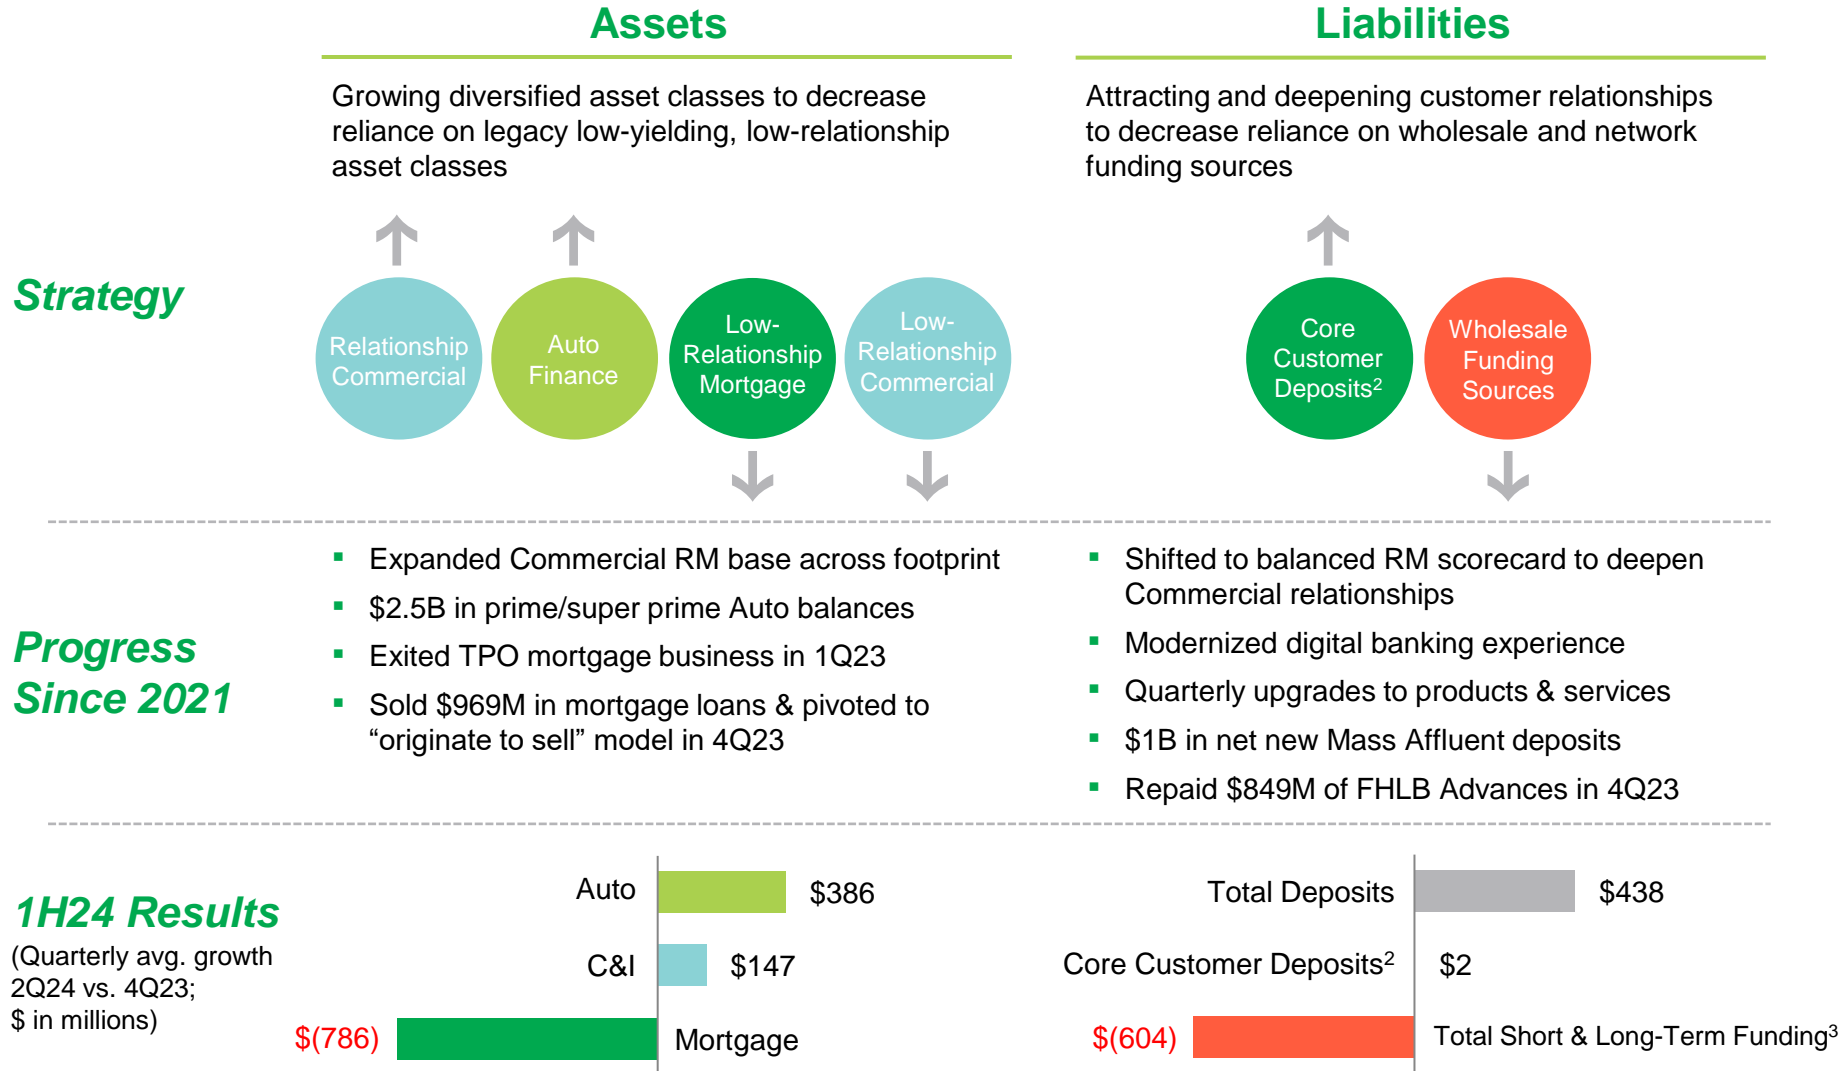 Assets
Liabilities
Growing diversified asset classes to decrease
reliance on legacy low-yielding, low-relationship
asset classes
Attracting and deepening customer relationships
to decrease reliance on wholesale and network
funding sources
Strategy
Relationship
Commercial
Auto
Finance
Low-
Relationship
Mortgage
Low-
Relationship
Commercial
Core
Customer
Deposits²
Wholesale
Funding
Sources
Progress
Since 2021
▪ Expanded Commercial RM base across footprint
▪ $2.5B in prime/super prime Auto balances
▪ Exited TPO mortgage business in 1Q23
▪ Sold $969M in mortgage loans & pivoted to
“originate to sell” model in 4Q23
▪ Shifted to balanced RM scorecard to deepen
Commercial relationships
▪ Modernized digital banking experience
▪ Quarterly upgrades to products & services
▪ $1B in net new Mass Affluent deposits
▪ Repaid $849M of FHLB Advances in 4Q23
1H24 Results
(Quarterly avg. growth
2Q24 vs. 4Q23;
$ in millions)
Auto $386
C&I $147
$(786) Mortgage
Total Deposits $438
Core Customer Deposits² $2
$(604) Total Short & Long-Term Funding³